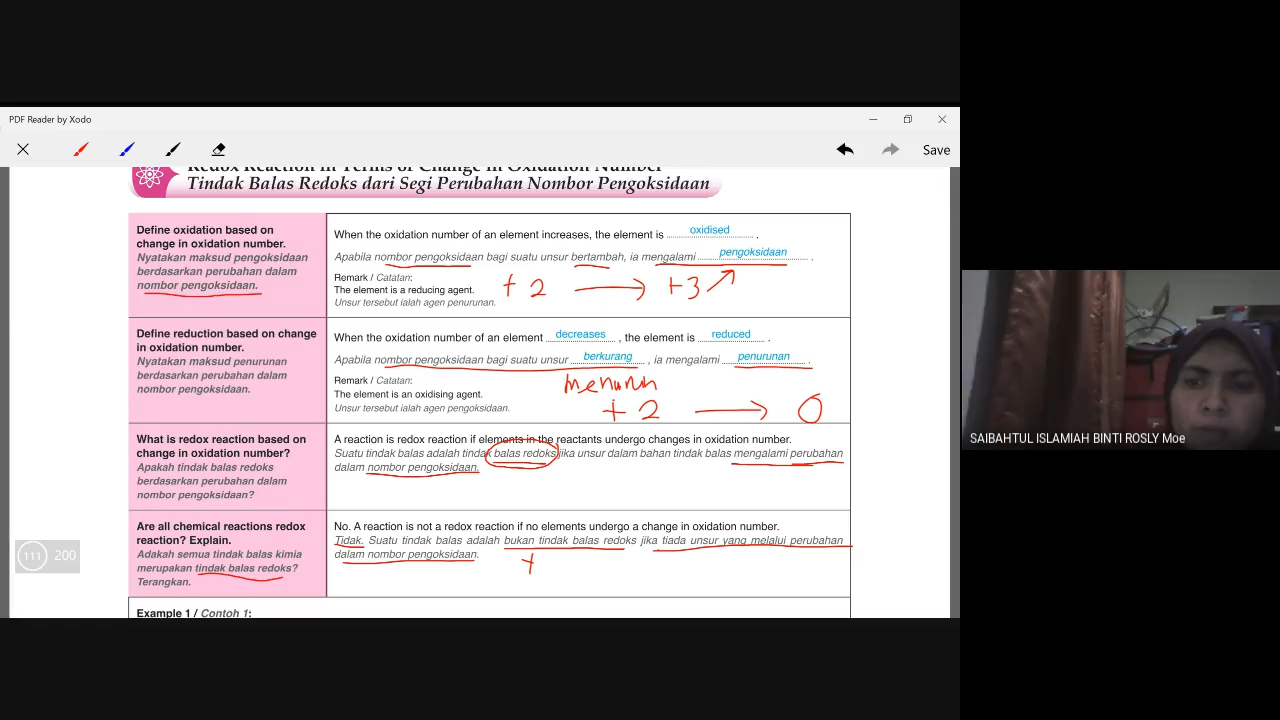 PDF Reader by Xodo
Save
Redox Reaction in Terms of Change in Oxidation Number
Tindak Balas Redoks dari Segi Perubahan Nombor Pengoksidaan
Define oxidation based on
change in oxidation number.
Nyatakan maksud pengoksidaan
berdasarkan perubahan dalam
nombor pengoksidaan.
When the oxidation number of an element increases, the element is oxidised.
Apabila nombor pengoksidaan bagi suatu unsur bertambah, ia mengalami pengoksidaan.
Remark / Catatan:
The element is a reducing agent.
Unsur tersebut ialah agen penurunan.
+2 → +3 ↗
Define reduction based on change
in oxidation number.
Nyatakan maksud penurunan
berdasarkan perubahan dalam
nombor pengoksidaan.
When the oxidation number of an element decreases, the element is reduced.
Apabila nombor pengoksidaan bagi suatu unsur berkurang, ia mengalami penurunan.
Remark / Catatan:
The element is an oxidising agent.
Unsur tersebut ialah agen pengoksidaan.
menurun
+2 → 0
What is redox reaction based on
change in oxidation number?
Apakah tindak balas redoks
berdasarkan perubahan dalam
nombor pengoksidaan?
A reaction is redox reaction if elements in the reactants undergo changes in oxidation number.
Suatu tindak balas adalah tindak balas redoks jika unsur dalam bahan tindak balas mengalami perubahan
dalam nombor pengoksidaan.
Are all chemical reactions redox
reaction? Explain.
Adakah semua tindak balas kimia
merupakan tindak balas redoks?
Terangkan.
No. A reaction is not a redox reaction if no elements undergo a change in oxidation number.
Tidak. Suatu tindak balas adalah bukan tindak balas redoks jika tiada unsur yang melalui perubahan
dalam nombor pengoksidaan.
+
111 200
Example 1 / Contoh 1:
SAIBAHTUL ISLAMIAH BINTI ROSLY Moe